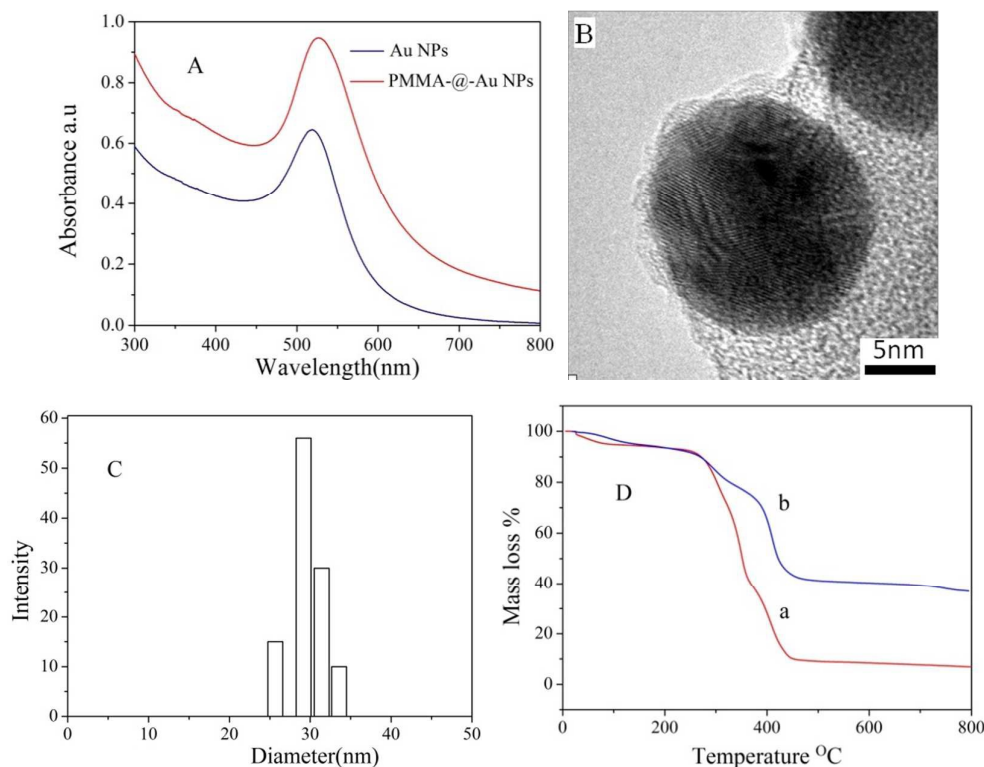 A
Au NPs
PMMA-@-Au NPs
Absorbance a.u
1.0
0.8
0.6
0.4
0.2
0.0
300 400 500 600 700 800
Wavelength(nm)
B
5nm
C
Intensity
60
50
40
30
20
10
0
0 10 20 30 40 50
Diameter(nm)
D
b
a
Mass loss %
100
80
60
40
20
0
0 200 400 600 800
Temperature ᴼC